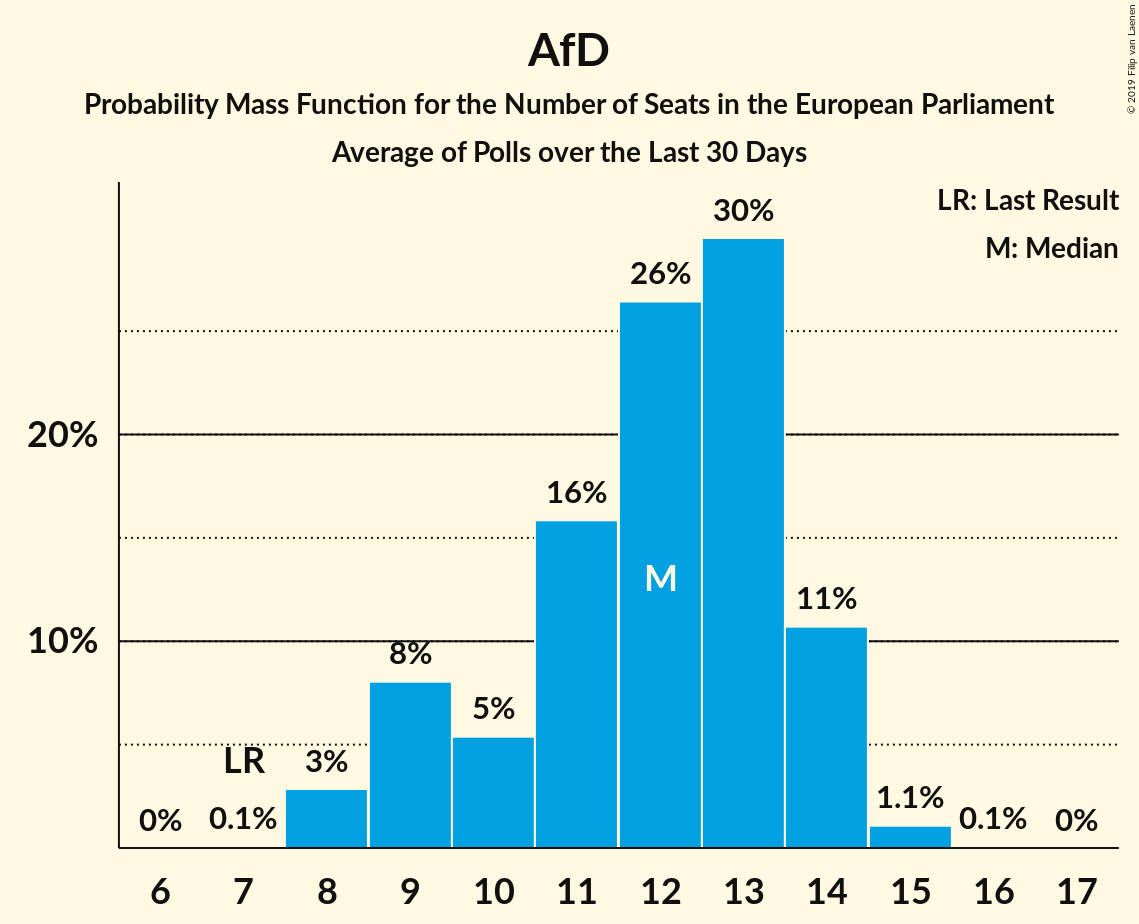 AfD
Probability Mass Function for the Number of Seats in the European Parliament
Average of Polls over the Last 30 Days
© 2019 Filip van Laenen
LR: Last Result
M: Median
30%
26%
20%
16%
M
11%
10%
8%
5%
LR
3%
1.1%
0%
0.1%
0.1%
0%
6 7 8 9 10 11 12 13 14 15 16 17